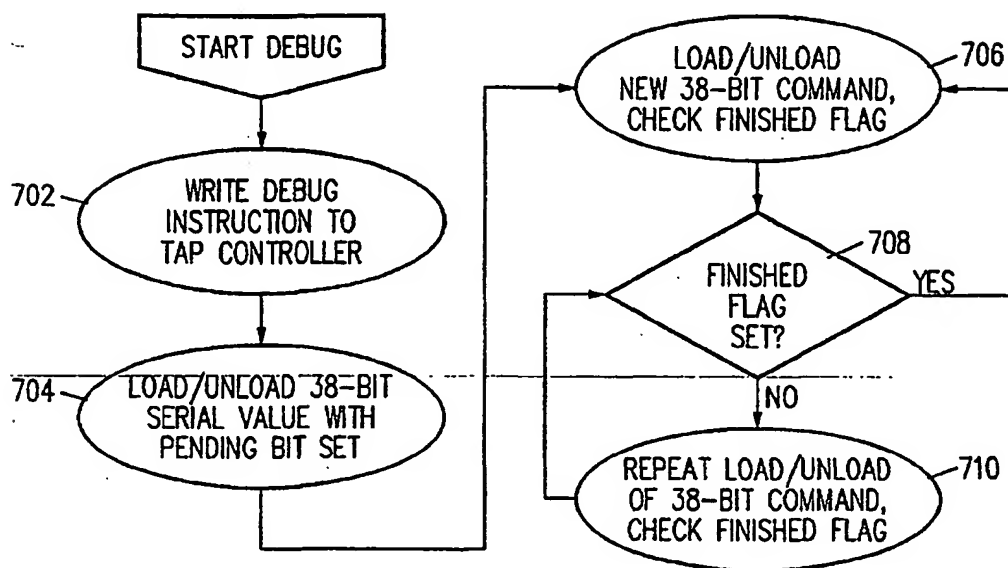 START DEBUG
702
WRITE DEBUG
INSTRUCTION TO
TAP CONTROLLER
704
LOAD/UNLOAD 38-BIT
SERIAL VALUE WITH
PENDING BIT SET
LOAD/UNLOAD
NEW 38-BIT COMMAND,
CHECK FINISHED FLAG
706
708
FINISHED
FLAG
SET?
YES
NO
REPEAT LOAD/UNLOAD
OF 38-BIT COMMAND,
CHECK FINISHED FLAG
710